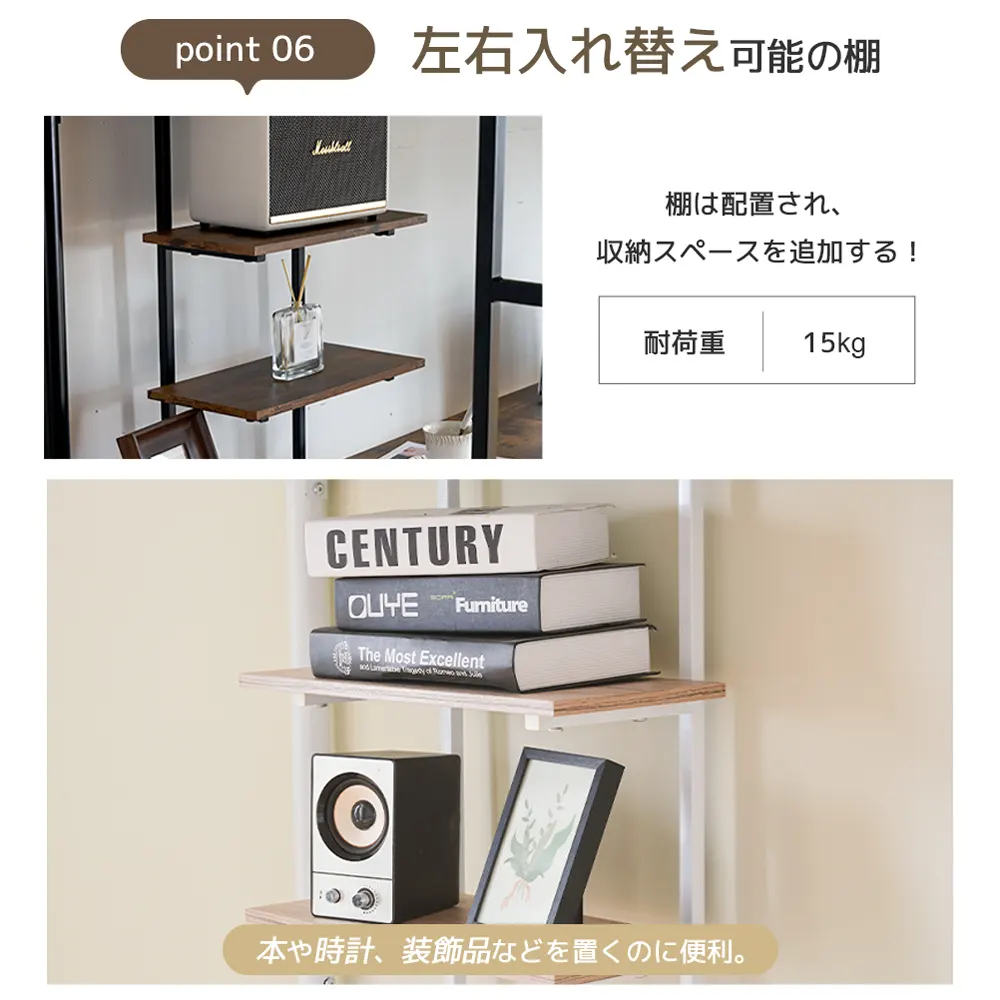 point 06
左右入れ替え可能の棚
Marshall
棚は配置され、
収納スペースを追加する！
耐荷重
15kg
CENTURY
OUYE SOFA Furniture
The Most Excellent
and Lamentable Tragedy of Romeo and Julie
本や時計、装飾品などを置くのに便利。